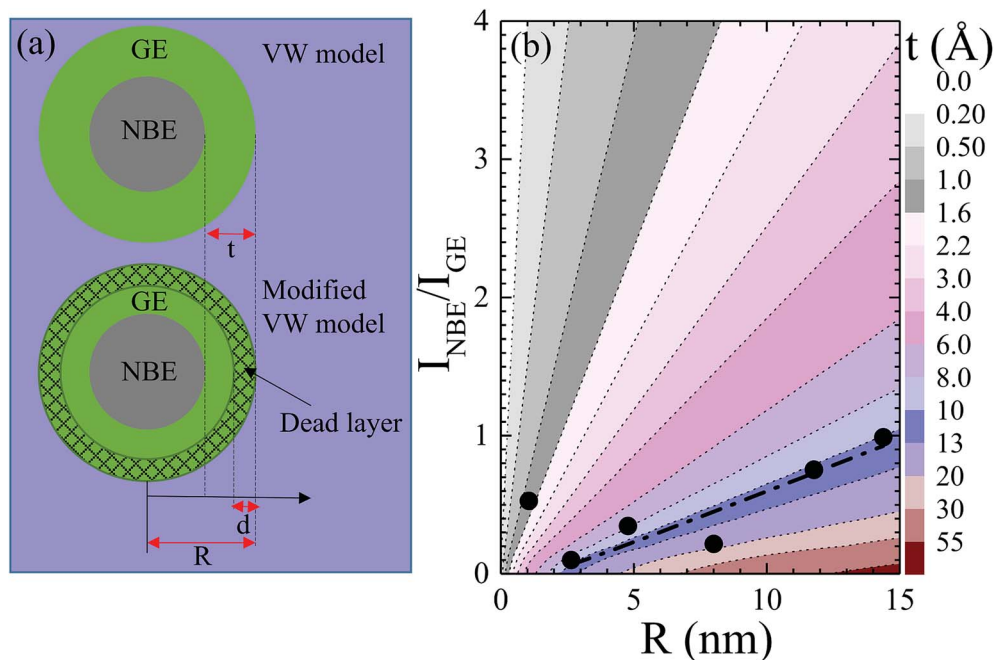 (a)
GE
VW model
NBE
t
GE
Modified
VW model
NBE
Dead layer
d
R
(b)
I_NBE/I_GE
4
3
2
1
0
0
5
10
15
R (nm)
t (Å)
0.0
0.20
0.50
1.0
1.6
2.2
3.0
4.0
6.0
8.0
10
13
20
30
55